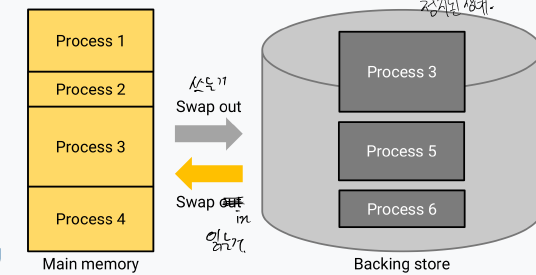 정지된 상태.
Process 1
Process 2
Process 3
Process 4
Main memory
쓰는거
Swap out
Swap out
in
읽는거
Process 3
Process 5
Process 6
Backing store